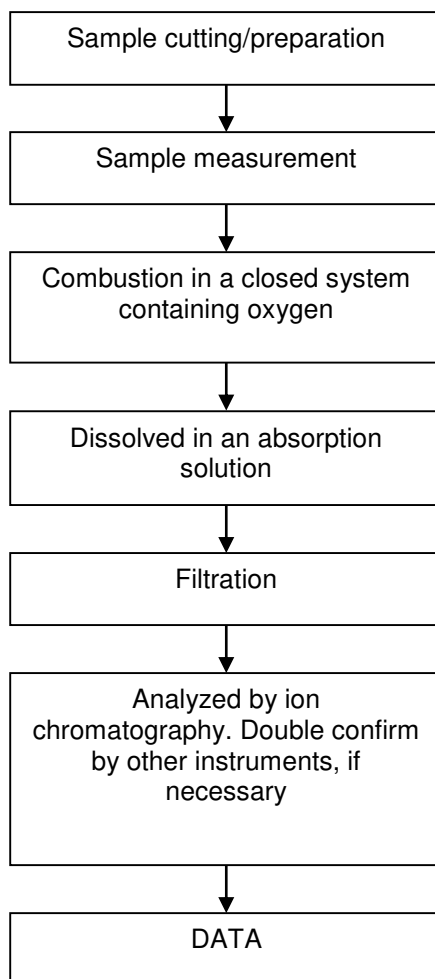 Sample cutting/preparation
Sample measurement
Combustion in a closed system
containing oxygen
Dissolved in an absorption
solution
Filtration
Analyzed by ion
chromatography. Double confirm
by other instruments, if
necessary
DATA